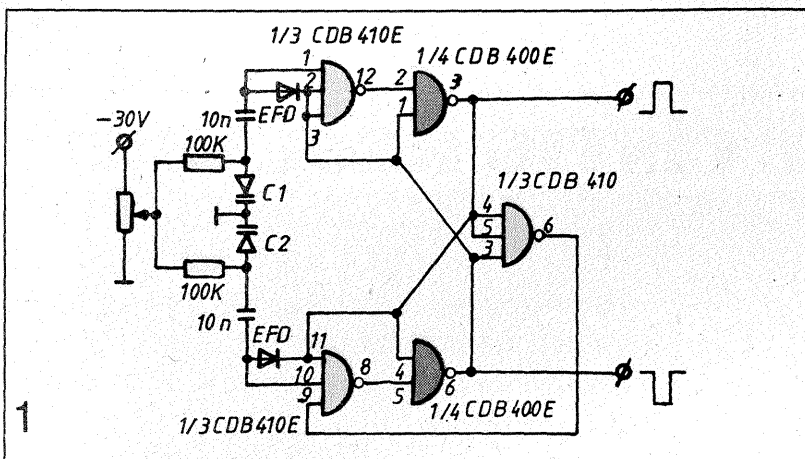 1/3 CDB 410E
1/4 CDB 400E
1
2
3
12
2
1
3
EFD
-30V
10n
100K
C1
C2
1/3 CDB 410
4
5
3
6
100K
10n
EFD
11
10
9
8
4
5
6
1/3 CDB 410E
1/4 CDB 400E
1